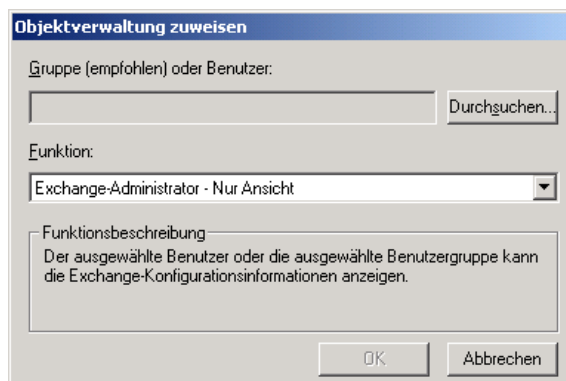 Objektverwaltung zuweisen
Gruppe (empfohlen) oder Benutzer:
Durchsuchen...
Funktion:
Exchange-Administrator - Nur Ansicht
Funktionsbeschreibung
Der ausgewählte Benutzer oder die ausgewählte Benutzergruppe kann
die Exchange-Konfigurationsinformationen anzeigen.
OK
Abbrechen